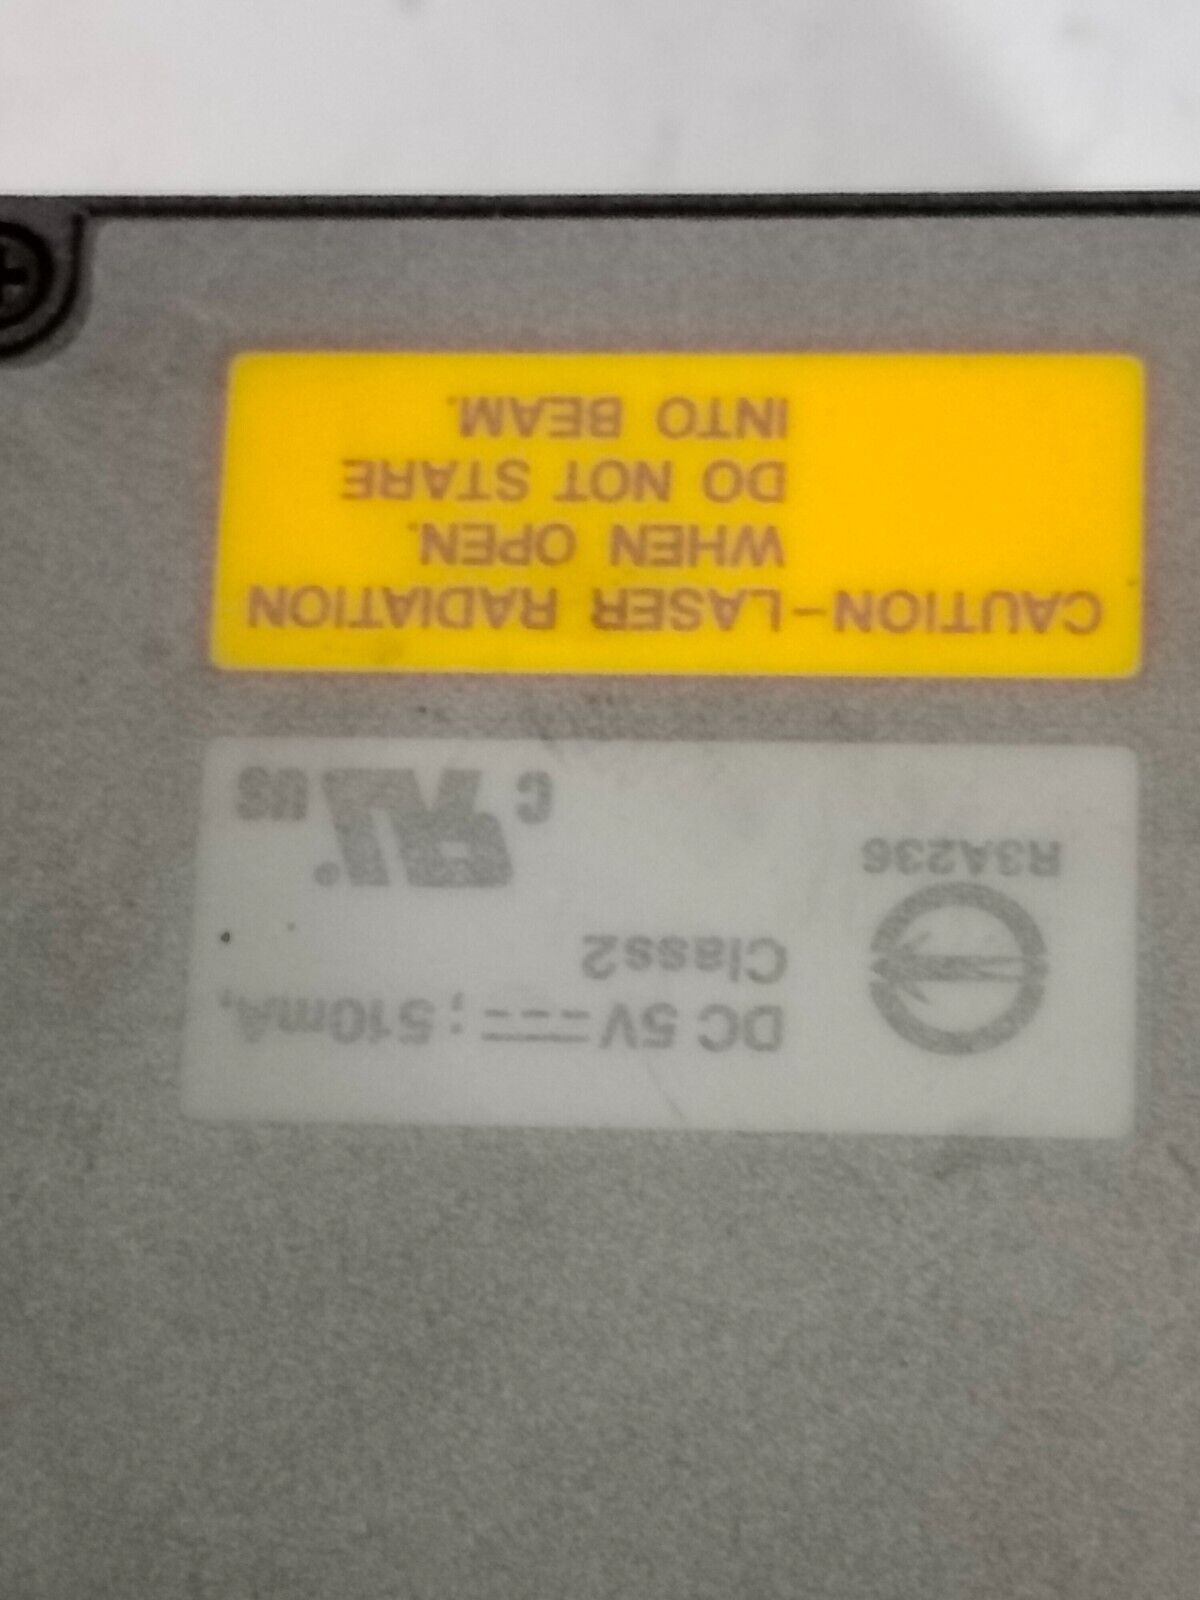 CAUTION-LASER RADIATION
WHEN OPEN.
DO NOT STARE
INTO BEAM.
DC 5V ⎓ ; 510mA,
Class2
R3A236
C UL® US